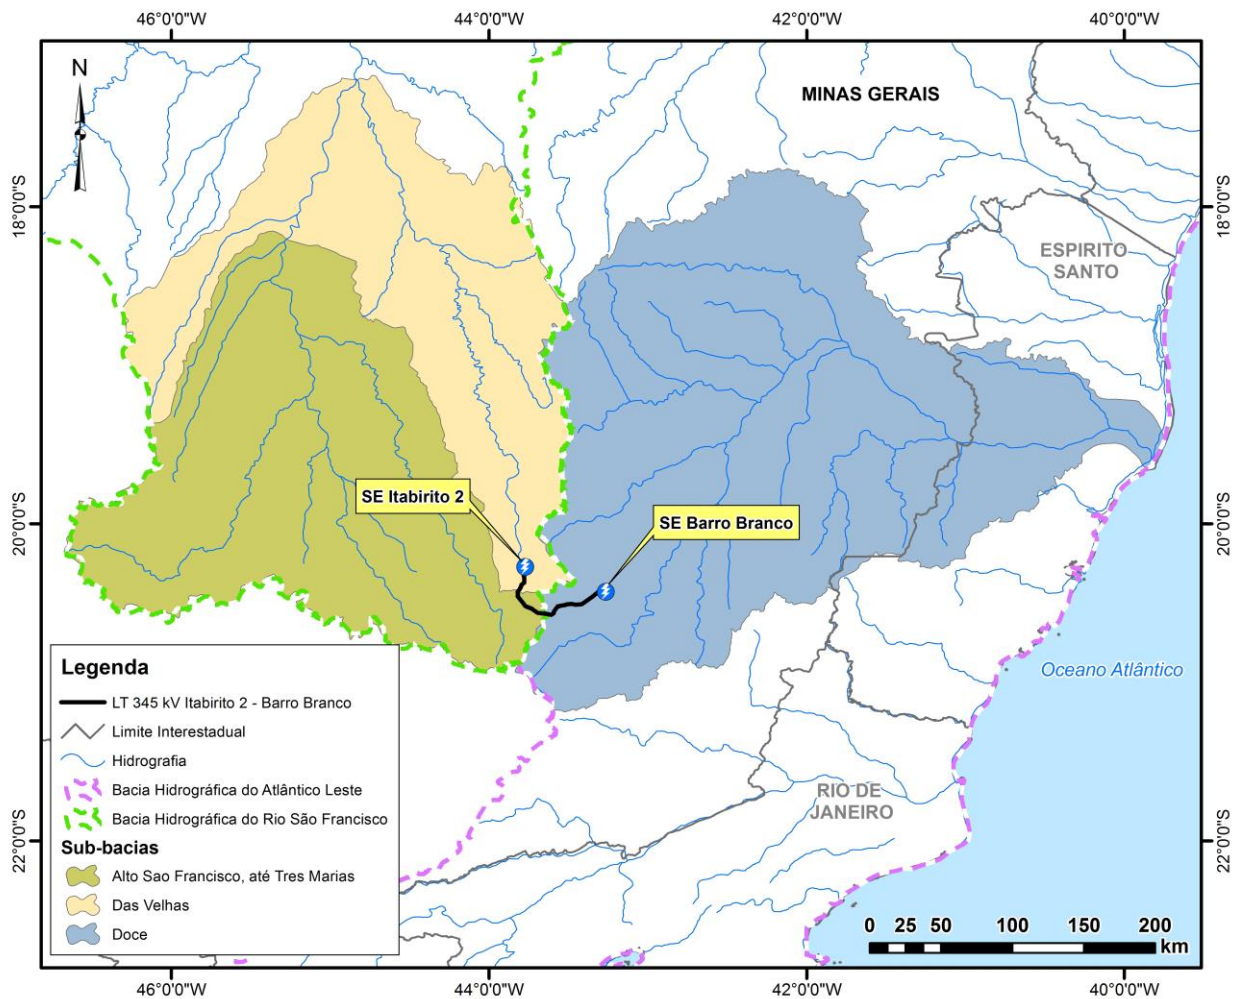 46°0'0"W 44°0'0"W 42°0'0"W 40°0'0"W
N
MINAS GERAIS
18°0'0"S
18°0'0"S
ESPIRITO
SANTO
SE Itabirito 2
SE Barro Branco
20°0'0"S
20°0'0"S
Oceano Atlântico
Legenda
LT 345 kV Itabirito 2 - Barro Branco
Limite Interestadual
Hidrografia
Bacia Hidrográfica do Atlântico Leste
Bacia Hidrográfica do Rio São Francisco
Sub-bacias
Alto Sao Francisco, até Tres Marias
Das Velhas
Doce
RIO DE
JANEIRO
22°0'0"S
22°0'0"S
0 25 50 100 150 200
km
46°0'0"W 44°0'0"W 42°0'0"W 40°0'0"W